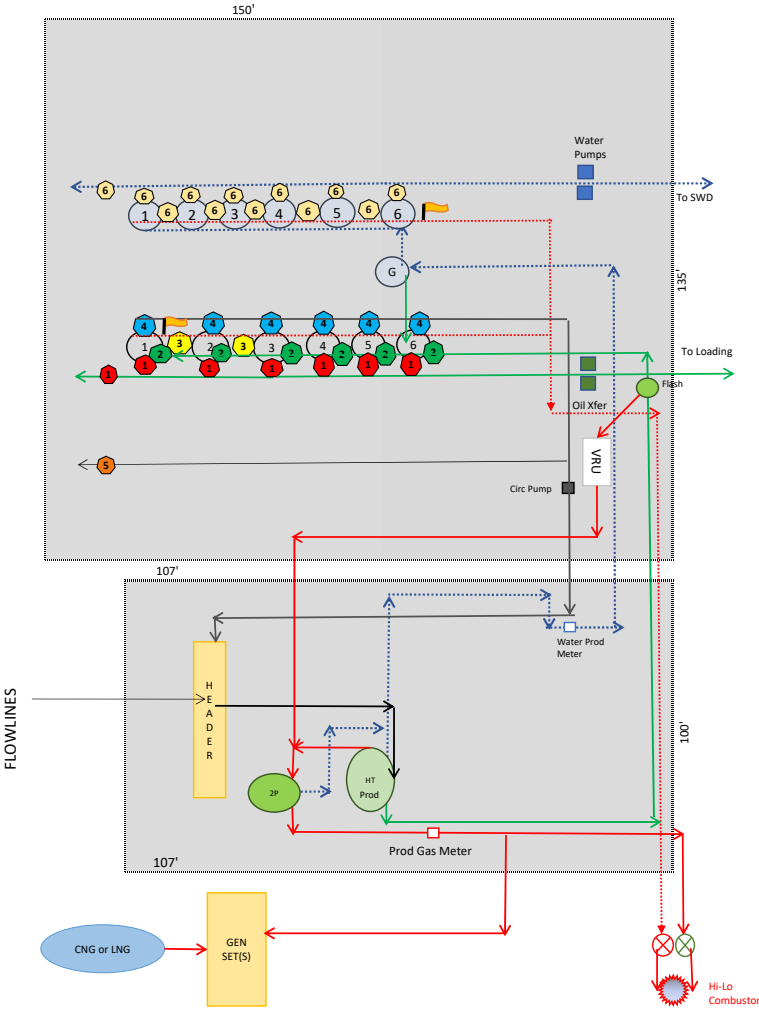 150'
Water
Pumps
6
To SWD
6
6
6
6
6
6
1
6
2
6
3
6
4
6
5
6
6
G
135'
4
4
4
4
4
4
1
3
2
3
3
4
5
6
2
2
2
2
2
2
1
1
1
1
1
1
To Loading
1
Flash
Oil Xfer
VRU
5
Circ Pump
107'
Water Prod
Meter
HEADER
FLOWLINES
100'
2P
HT
Prod
Prod Gas Meter
107'
CNG or LNG
GEN
SET(S)
Hi-Lo
Combustor